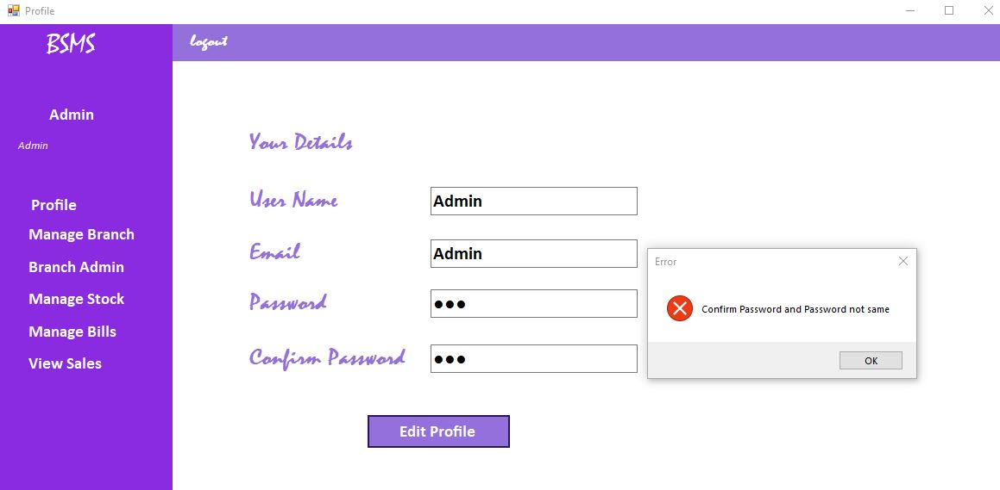 Profile
BSMS
logout
Admin
Admin
Profile
Manage Branch
Branch Admin
Manage Stock
Manage Bills
View Sales
Your Details
User Name
Admin
Email
Admin
Password
●●●
Confirm Password
●●●
Edit Profile
Error
Confirm Password and Password not same
OK